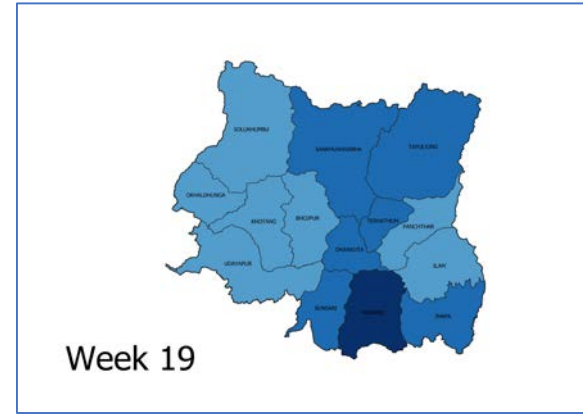 SOLUKHUMBU
SANKHUWASABHA
TAPLEJUNG
OKHALDHUNGA
KHOTANG
BHOJPUR
TERHATHUM
PANCHTHAR
DHANKUTA
UDAYAPUR
ILAM
SUNSARI
JHAPA
Week 19